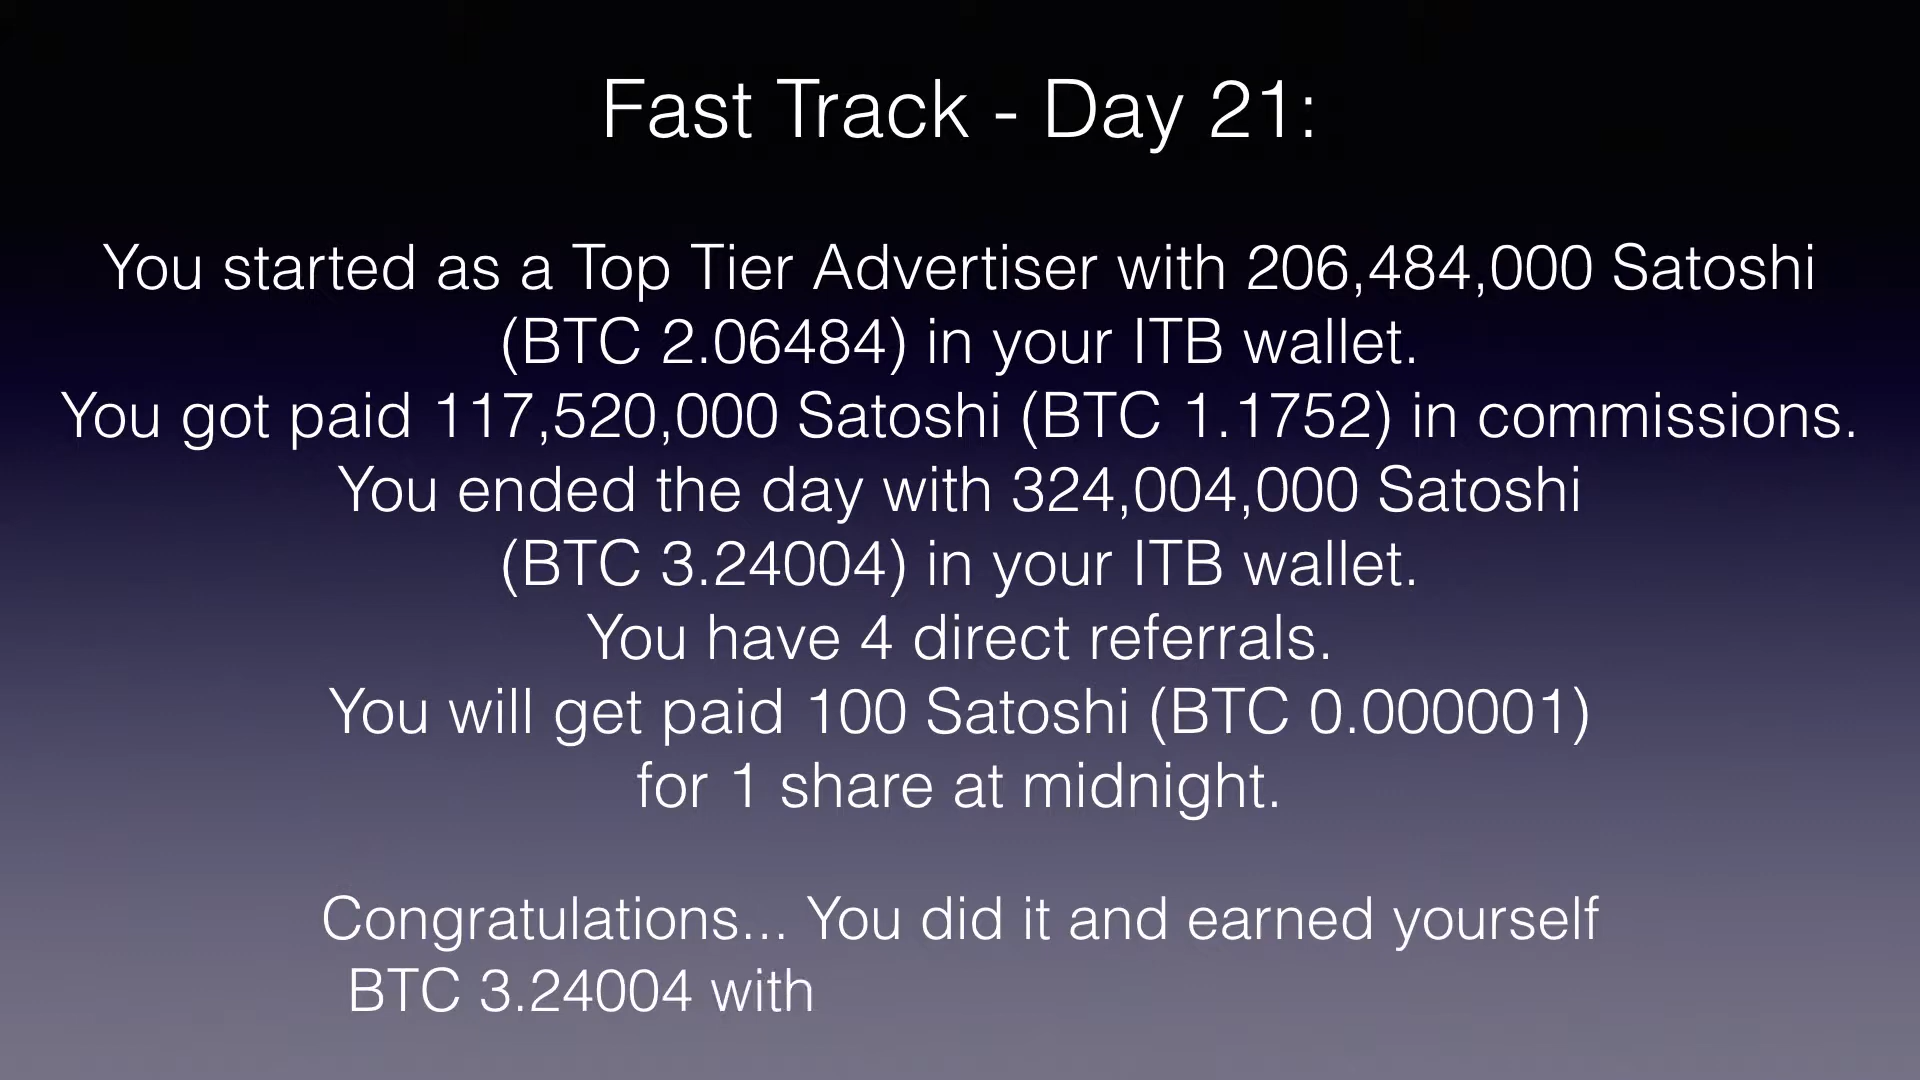 Fast Track - Day 21:
You started as a Top Tier Advertiser with 206,484,000 Satoshi
(BTC 2.06484) in your ITB wallet.
You got paid 117,520,000 Satoshi (BTC 1.1752) in commissions.
You ended the day with 324,004,000 Satoshi
(BTC 3.24004) in your ITB wallet.
You have 4 direct referrals.
You will get paid 100 Satoshi (BTC 0.000001)
for 1 share at midnight.
Congratulations... You did it and earned yourself
BTC 3.24004 with